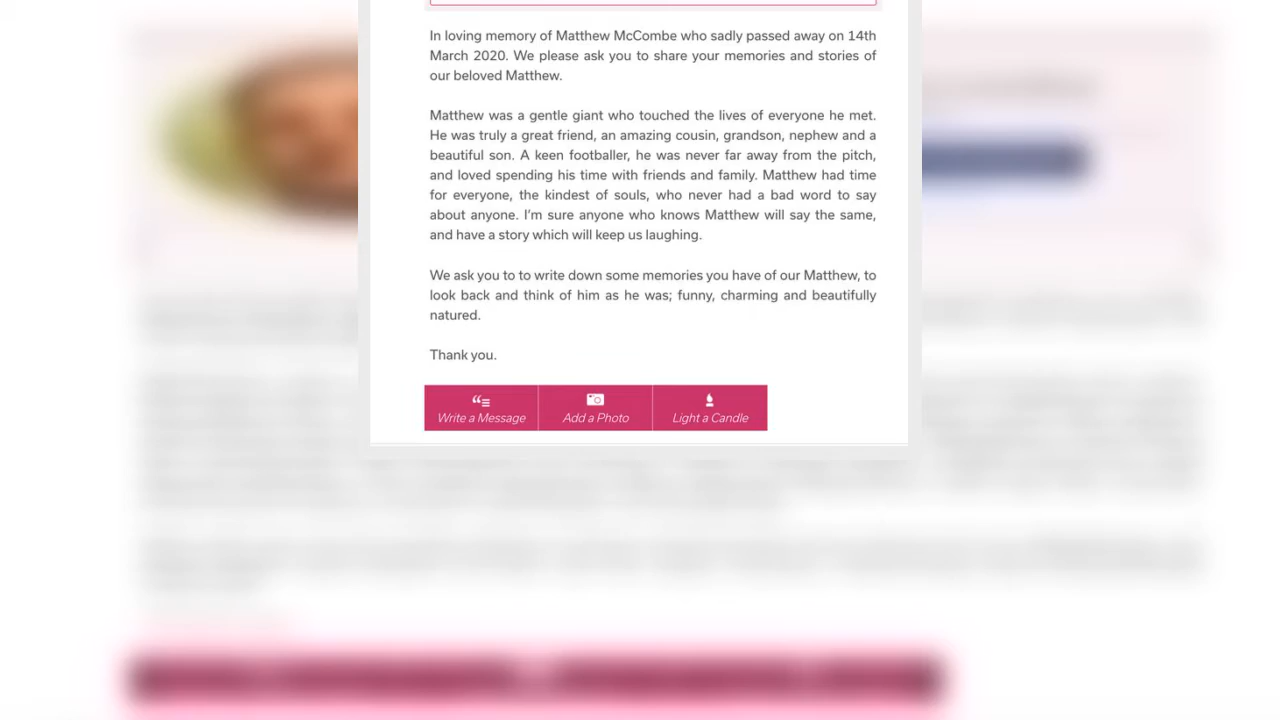 In loving memory of Matthew McCombe who sadly passed away on 14th
March 2020. We please ask you to share your memories and stories of
our beloved Matthew.
Matthew was a gentle giant who touched the lives of everyone he met.
He was truly a great friend, an amazing cousin, grandson, nephew and a
beautiful son. A keen footballer, he was never far away from the pitch,
and loved spending his time with friends and family. Matthew had time
for everyone, the kindest of souls, who never had a bad word to say
about anyone. I'm sure anyone who knows Matthew will say the same,
and have a story which will keep us laughing.
We ask you to to write down some memories you have of our Matthew, to
look back and think of him as he was; funny, charming and beautifully
natured.
Thank you.
Write a Message Add a Photo Light a Candle